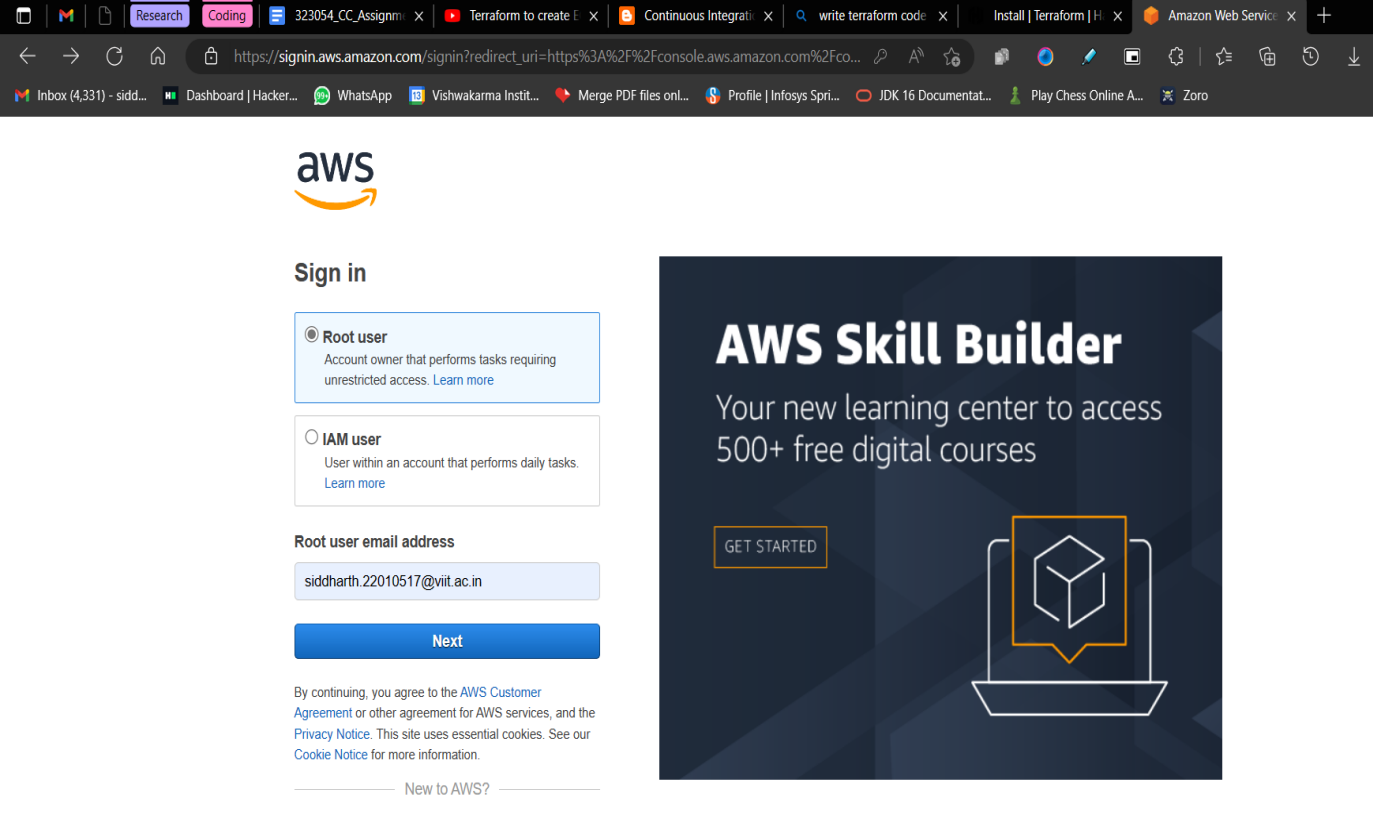 Research
Coding
323054_CC_Assignme
Terraform to create E
Continuous Integrati
write terraform code
Install | Terraform | H
Amazon Web Service
https://signin.aws.amazon.com/signin?redirect_uri=https%3A%2F%2Fconsole.aws.amazon.com%2Fco...
Inbox (4,331) - sidd...
Dashboard | Hacker...
99+
WhatsApp
13
Vishwakarma Instit...
Merge PDF files onl...
Profile | Infosys Spri...
JDK 16 Documentat...
Play Chess Online A...
Zoro
aws
Sign in
Root user
Account owner that performs tasks requiring
unrestricted access. Learn more
IAM user
User within an account that performs daily tasks.
Learn more
Root user email address
siddharth.22010517@viit.ac.in
Next
By continuing, you agree to the AWS Customer
Agreement or other agreement for AWS services, and the
Privacy Notice. This site uses essential cookies. See our
Cookie Notice for more information.
New to AWS?
AWS Skill Builder
Your new learning center to access
500+ free digital courses
GET STARTED